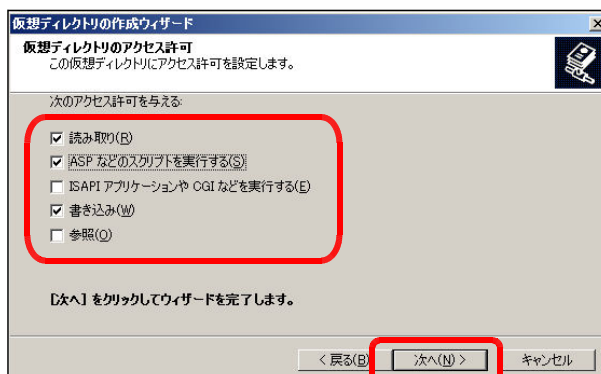 仮想ディレクトリの作成ウィザード
仮想ディレクトリのアクセス許可
この仮想ディレクトリにアクセス許可を設定します。
次のアクセス許可を与える:
読み取り(R)
ASP などのスクリプトを実行する(S)
ISAPI アプリケーションや CGI などを実行する(E)
書き込み(W)
参照(O)
[次へ] をクリックしてウィザードを完了します。
< 戻る(B) 次へ(N) > キャンセル